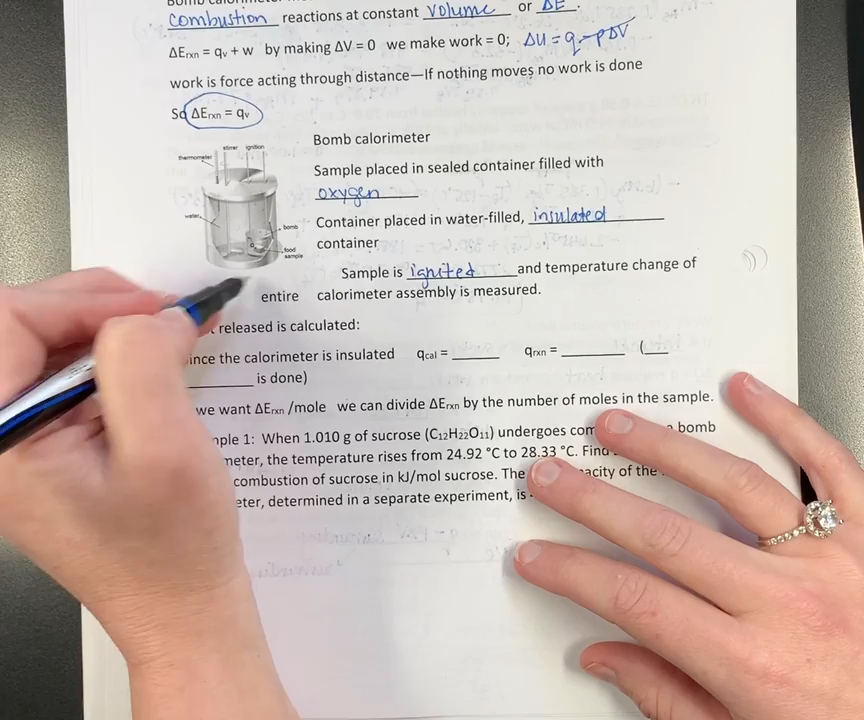 combustion reactions at constant volume or ΔE.
ΔErxn = qv + w by making ΔV = 0 we make work = 0; ΔU = q - pΔV
work is force acting through distance—If nothing moves no work is done
So ΔErxn = qv
Bomb calorimeter
stirrer ignition
thermometer
Sample placed in sealed container filled with
oxygen
water
bomb
food
sample
Container placed in water-filled, insulated
container
Sample is ignited and temperature change of
entire calorimeter assembly is measured.
released is calculated:
ince the calorimeter is insulated qcal = ______ qrxn = ________ (___
________ is done)
we want ΔErxn /mole we can divide ΔErxn by the number of moles in the sample.
ple 1: When 1.010 g of sucrose (C12H22O11) undergoes com bomb
meter, the temperature rises from 24.92 °C to 28.33 °C. Find
combustion of sucrose in kJ/mol sucrose. The acity of the
eter, determined in a separate experiment, is